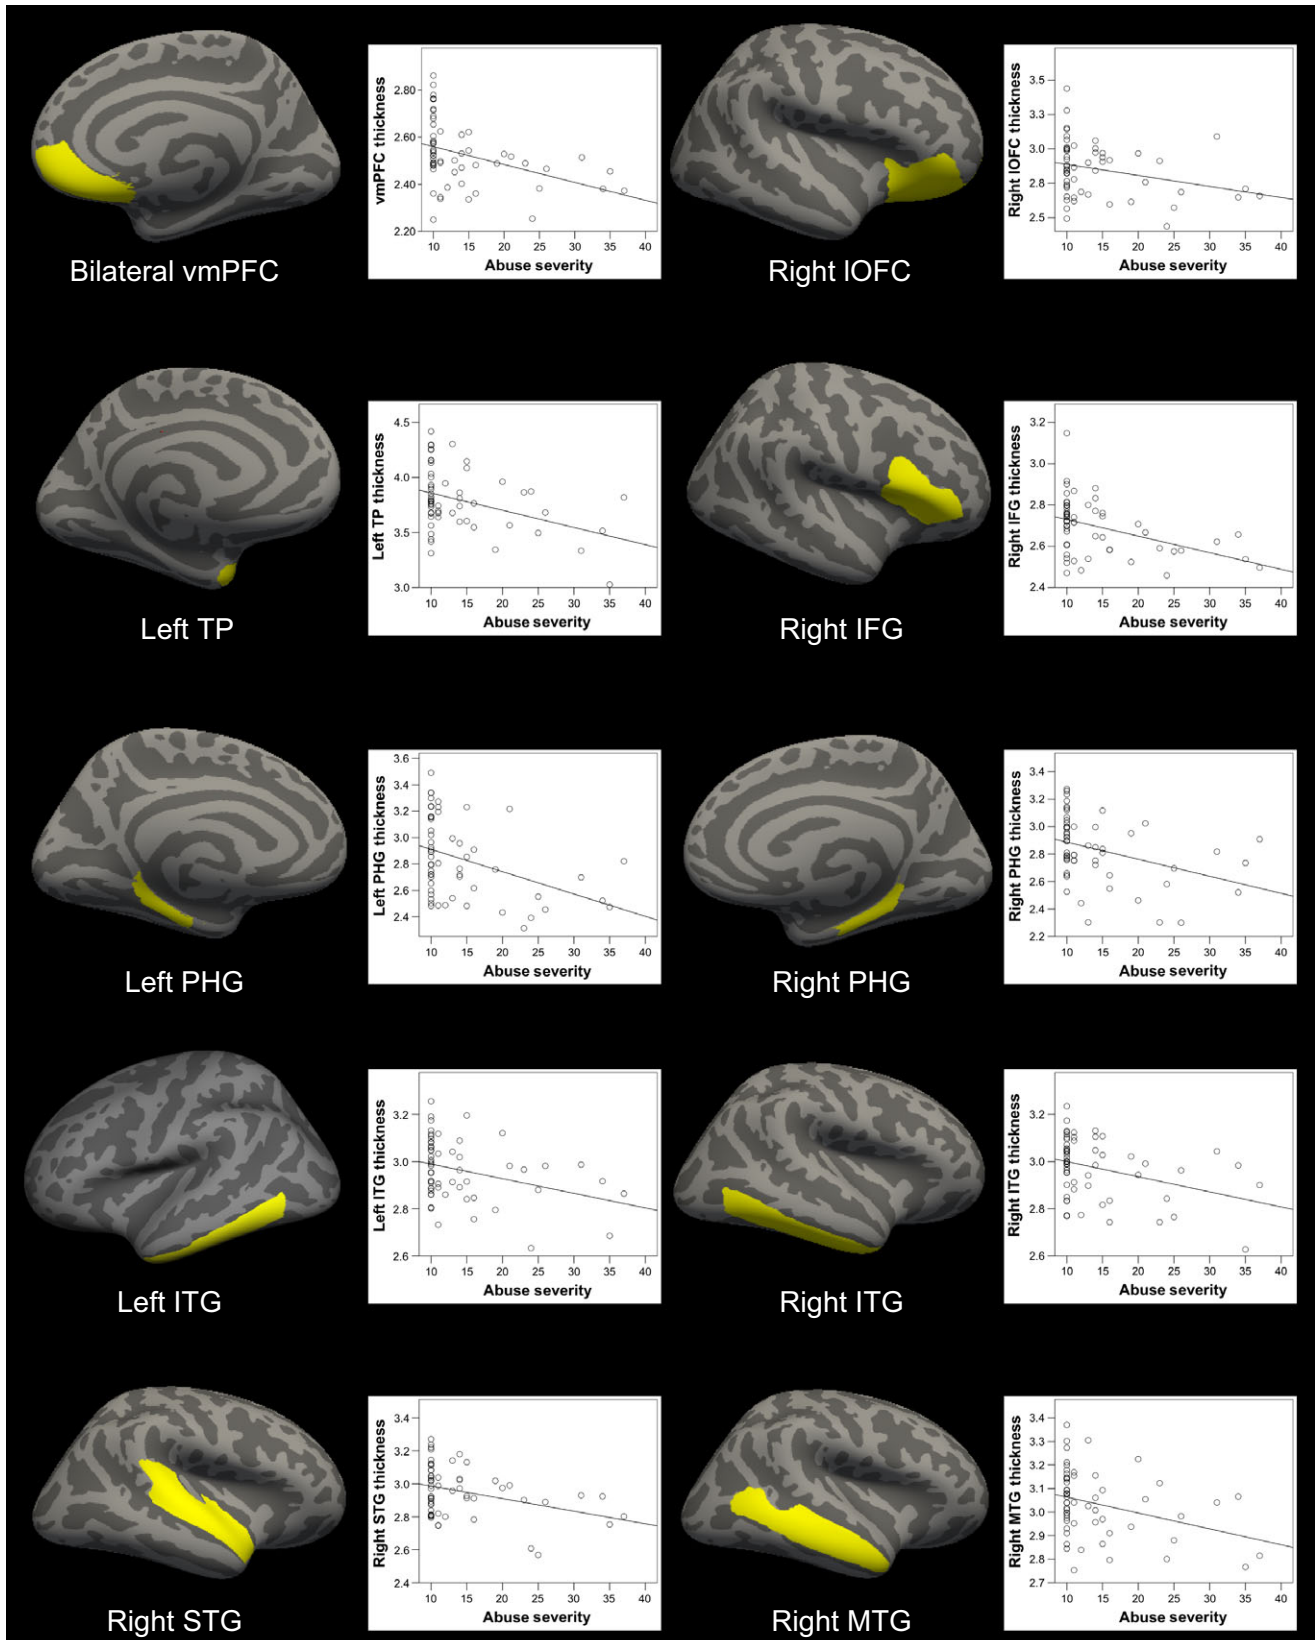 vmPFC thickness
2.80
2.60
2.40
2.20
10 15 20 25 30 35 40
Abuse severity
Bilateral vmPFC
Right lOFC thickness
3.5
3.3
3.0
2.8
2.5
10 15 20 25 30 35 40
Abuse severity
Right lOFC
Left TP thickness
4.5
4.0
3.5
3.0
10 15 20 25 30 35 40
Abuse severity
Left TP
Right IFG thickness
3.2
3.0
2.8
2.6
2.4
10 15 20 25 30 35 40
Abuse severity
Right IFG
Left PHG thickness
3.6
3.4
3.2
3.0
2.8
2.6
2.4
10 15 20 25 30 35 40
Abuse severity
Left PHG
Right PHG thickness
3.4
3.2
3.0
2.8
2.6
2.4
2.2
10 15 20 25 30 35 40
Abuse severity
Right PHG
Left ITG thickness
3.2
3.0
2.8
2.6
10 15 20 25 30 35 40
Abuse severity
Left ITG
Right ITG thickness
3.2
3.0
2.8
2.6
10 15 20 25 30 35 40
Abuse severity
Right ITG
Right STG thickness
3.4
3.2
3.0
2.8
2.6
2.4
10 15 20 25 30 35 40
Abuse severity
Right STG
Right MTG thickness
3.4
3.3
3.2
3.1
3.0
2.9
2.8
2.7
10 15 20 25 30 35 40
Abuse severity
Right MTG